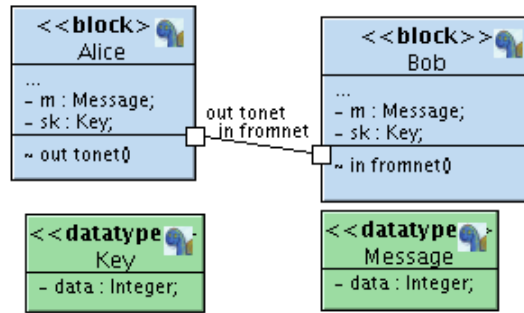 <<block>>
Alice
...
- m : Message;
- sk : Key;
~ out tonet()
out tonet
in fromnet
<<block>>
Bob
...
- m : Message;
- sk : Key;
~ in fromnet()
<<datatype
Key
- data : Integer;
<<datatype
Message
- data : Integer;